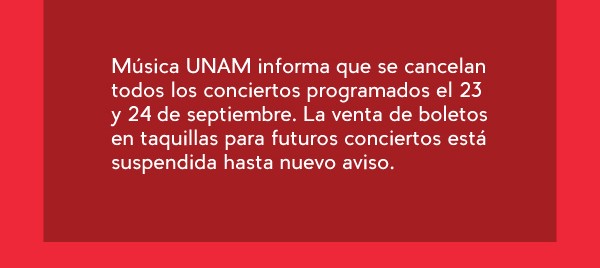 Música UNAM informa que se cancelan
todos los conciertos programados el 23
y 24 de septiembre. La venta de boletos
en taquillas para futuros conciertos está
suspendida hasta nuevo aviso.